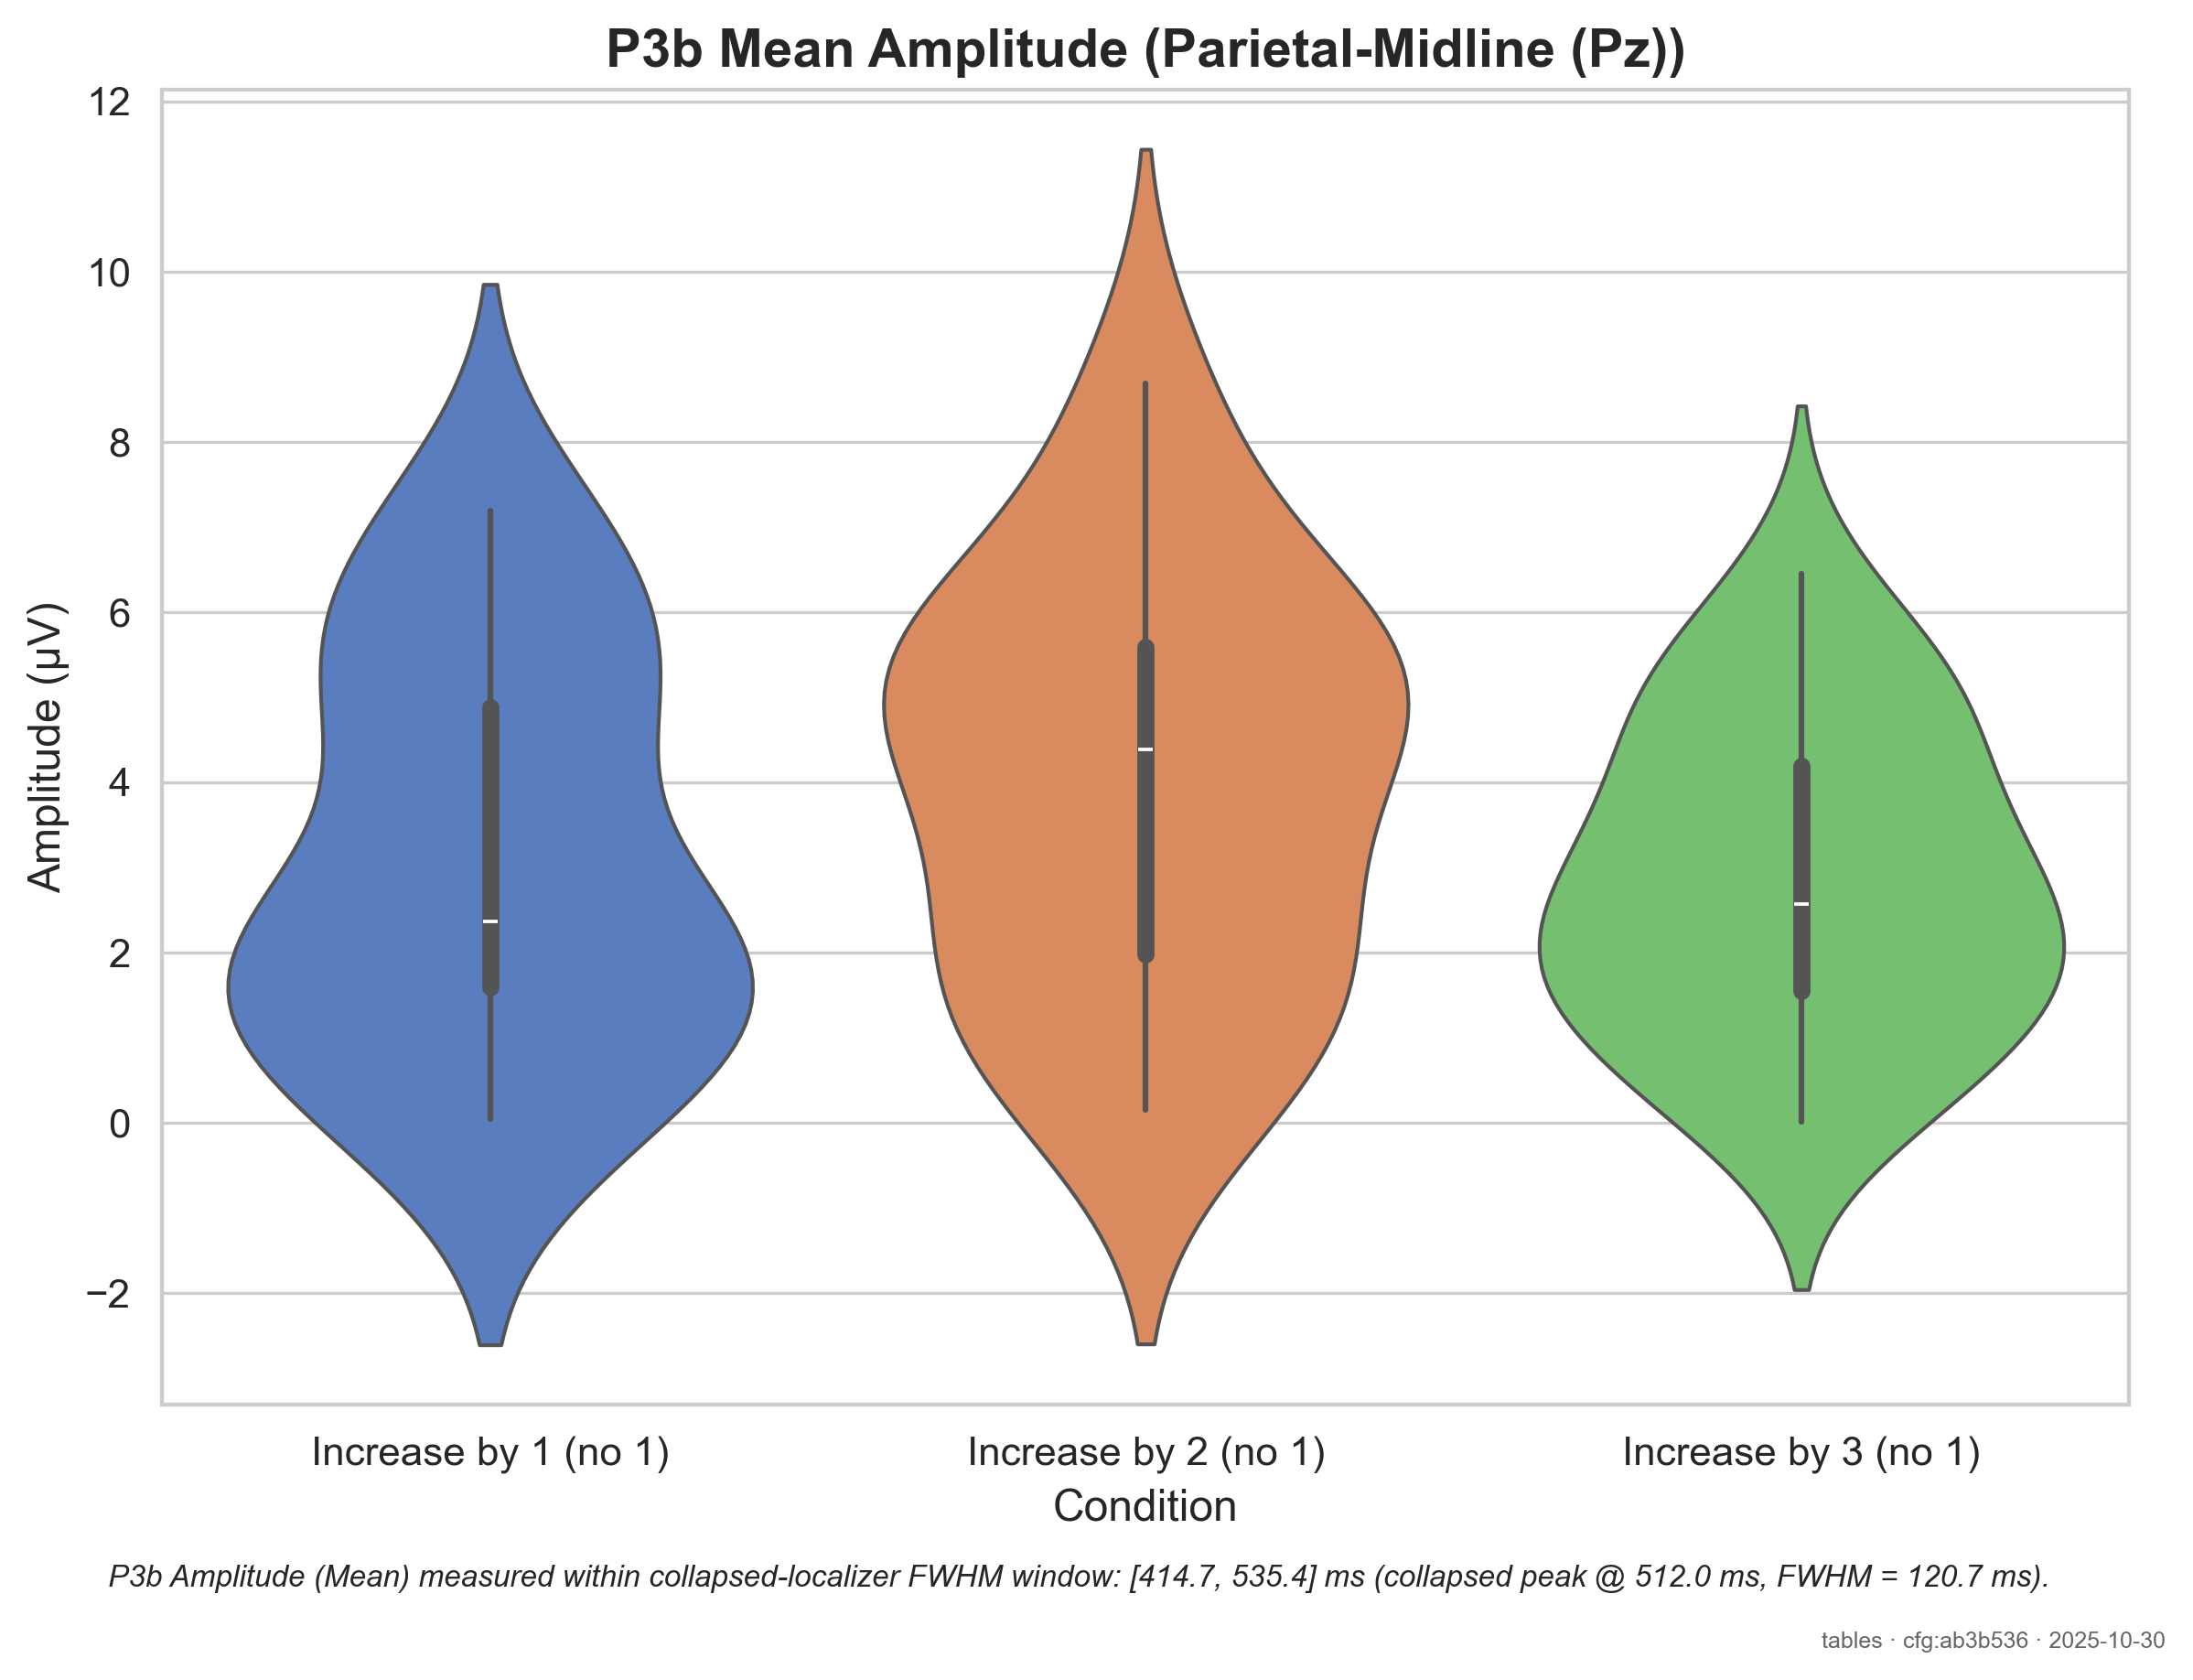 P3b Mean Amplitude (Parietal-Midline (Pz))
12
10
8
6
4
2
0
−2
Amplitude (µV)
Increase by 1 (no 1)
Increase by 2 (no 1)
Increase by 3 (no 1)
Condition
P3b Amplitude (Mean) measured within collapsed-localizer FWHM window: [414.7, 535.4] ms (collapsed peak @ 512.0 ms, FWHM = 120.7 ms).
tables · cfg:ab3b536 · 2025-10-30